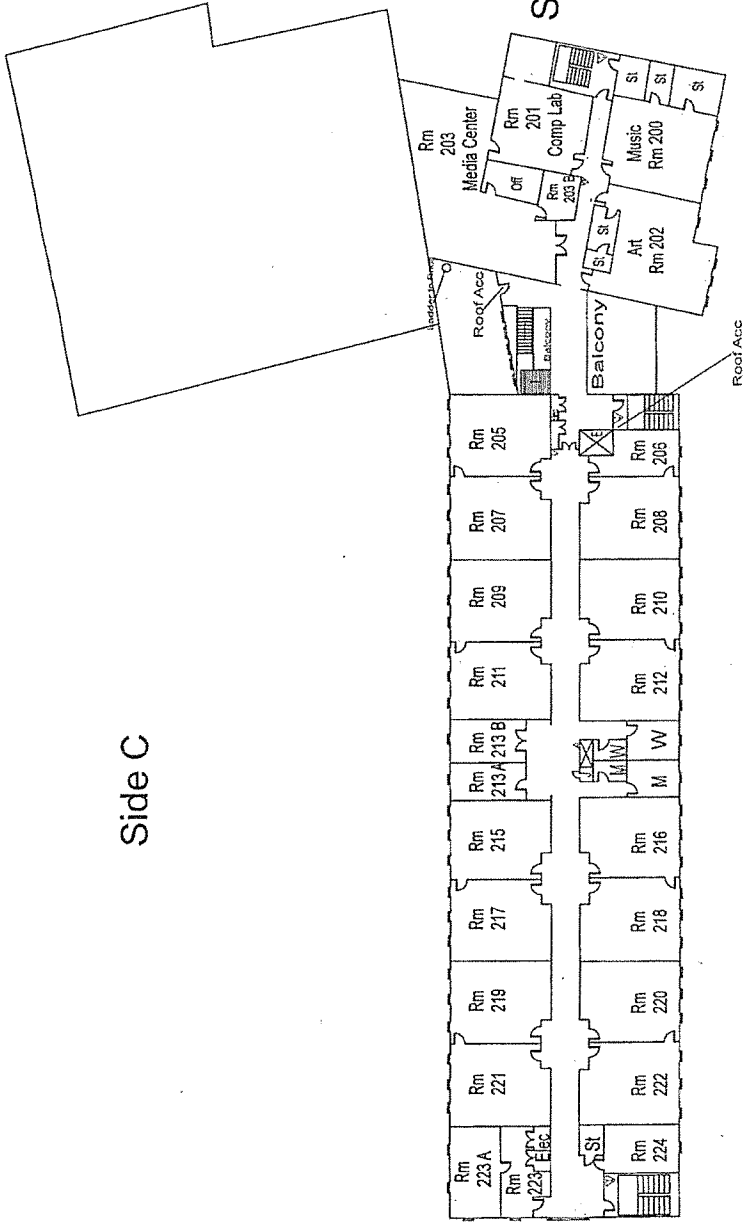 Side C
S
Rm
203
Media Center
Rm
201
Comp Lab
Off
Rm
203 B
St
St
St
Music
Rm 200
St
St
Art
Rm 202
Ladder to Roof
Roof Acc
Balcony
Balcony
Roof Acc
E
Rm
205
Rm
206
Rm
207
Rm
208
Rm
209
Rm
210
Rm
211
Rm
212
Rm
213 B
Rm
213 A
W
M
W
M
Rm
215
Rm
216
Rm
217
Rm
218
Rm
219
Rm
220
Rm
221
Rm
222
Rm
223 A
Rm
223
Elec
St
Rm
224